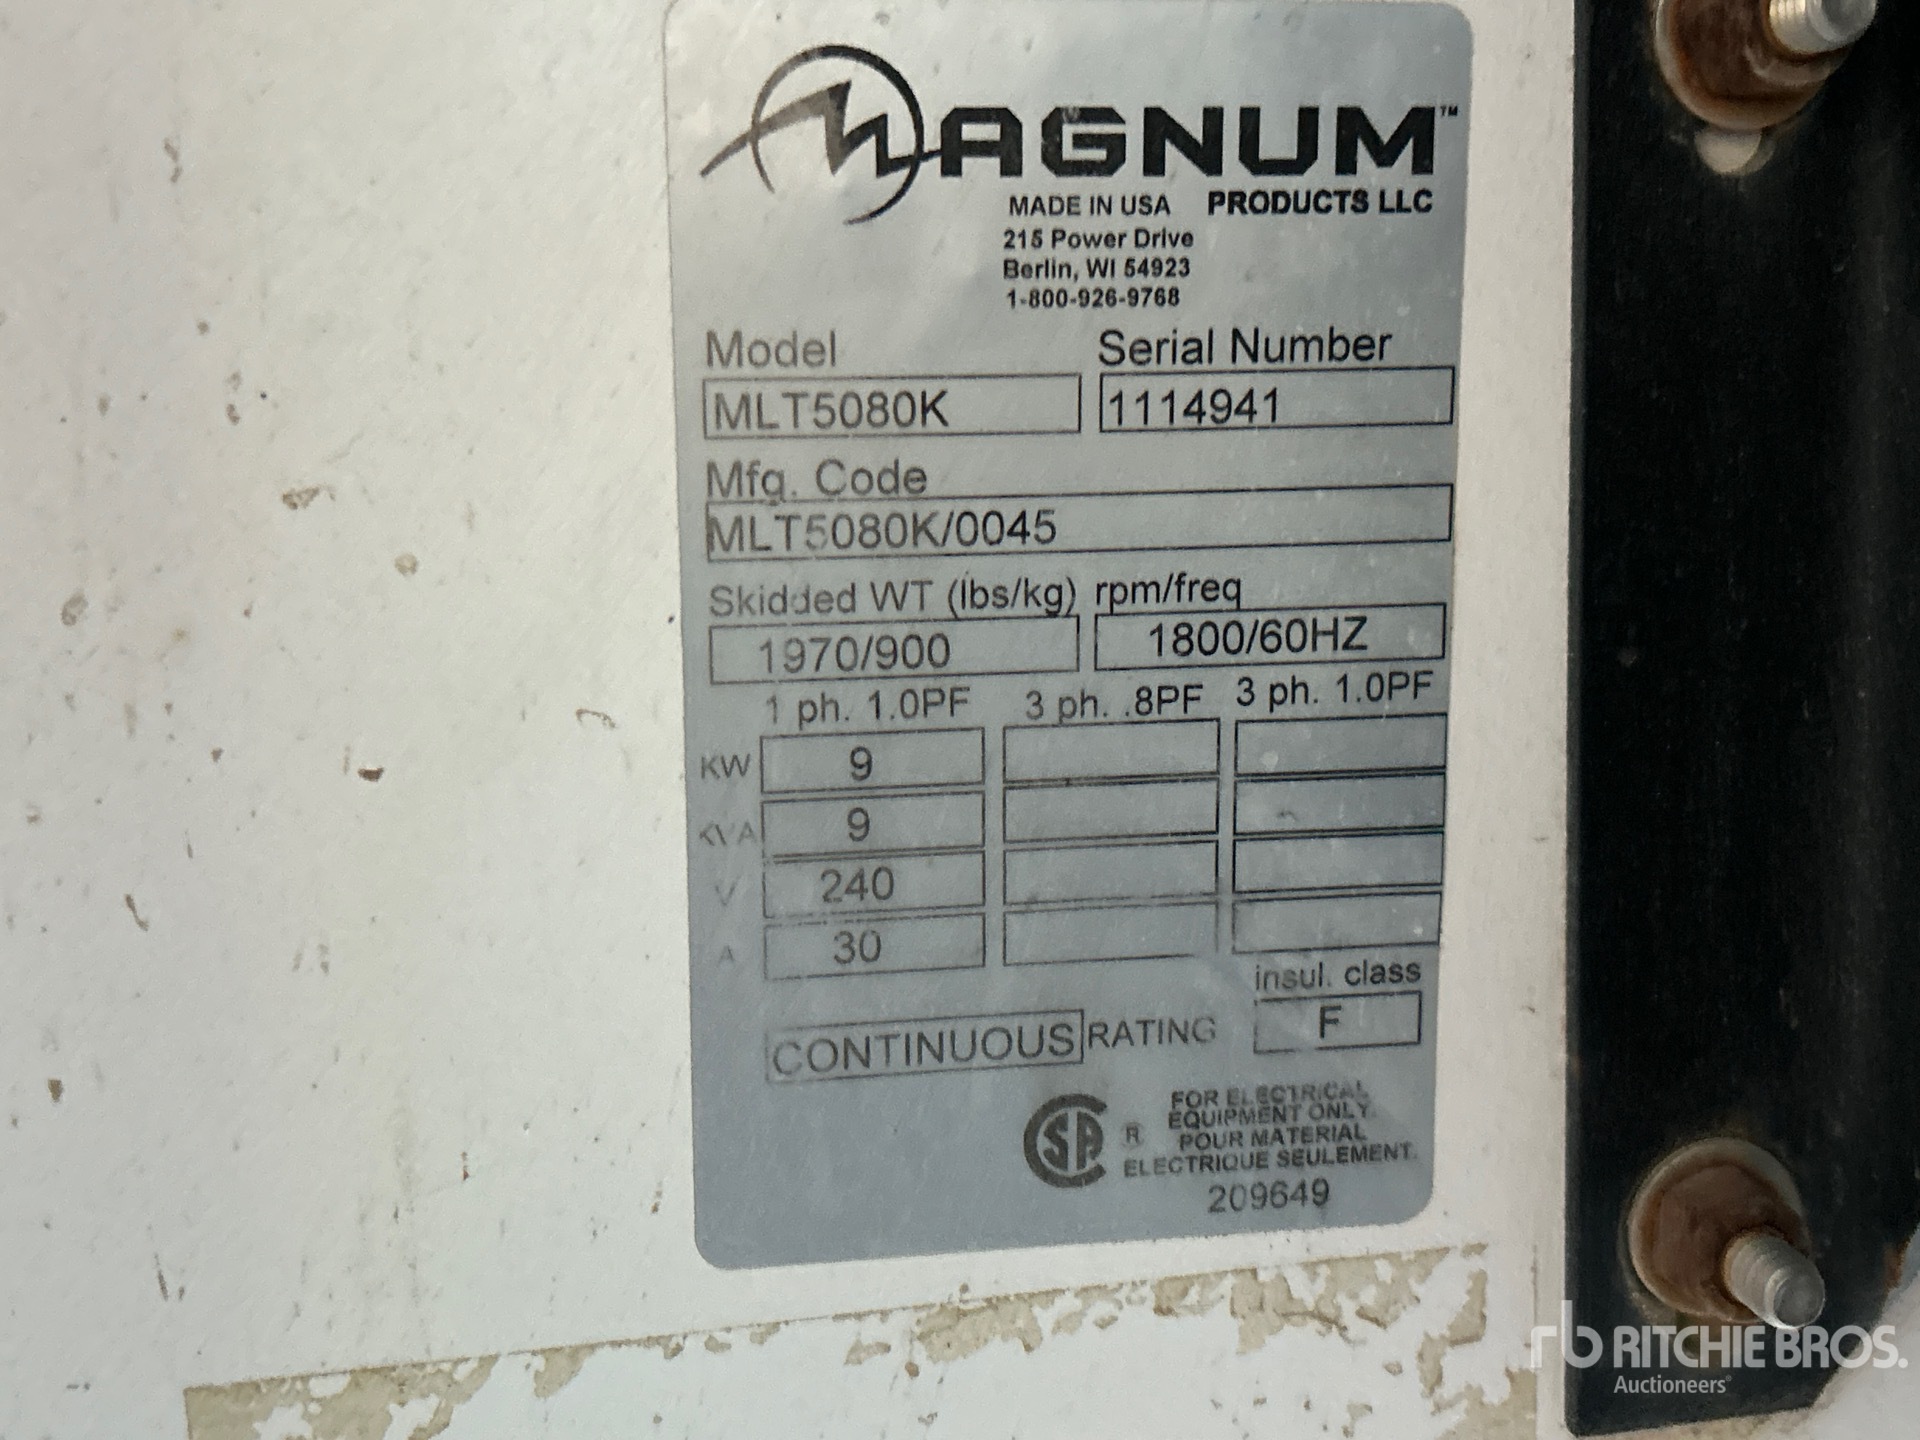 MAGNUM™
MADE IN USA PRODUCTS LLC
215 Power Drive
Berlin, WI 54923
1-800-926-9768
Model Serial Number
MLT5080K 1114941
Mfg. Code
MLT5080K/0045
Skidded WT (lbs/kg) rpm/freq
1970/900 1800/60HZ
1 ph. 1.0PF 3 ph. .8PF 3 ph. 1.0PF
KW 9
KVA 9
V 240
A 30
insul. class
CONTINUOUS RATING F
FOR ELECTRICAL
EQUIPMENT ONLY.
POUR MATERIAL
ELECTRIQUE SEULEMENT.
SA ®
209649
rb RITCHIE BROS.
Auctioneers